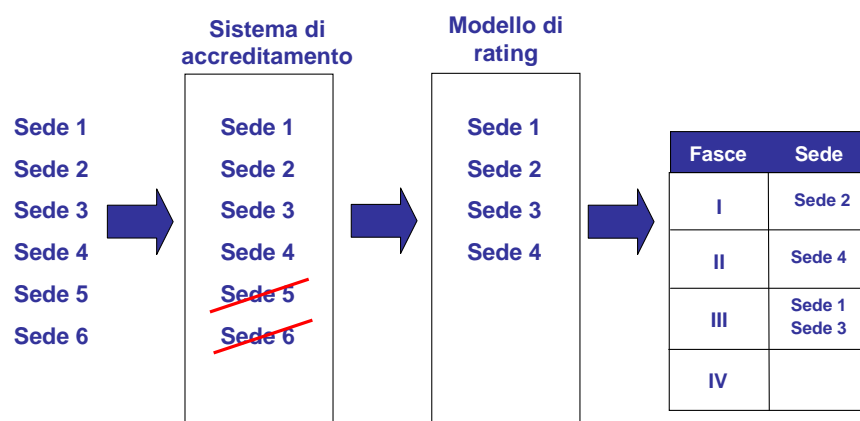 Sistema di
accreditamento
Modello di
rating
Sede 1
Sede 2
Sede 3
Sede 4
Sede 5
Sede 6
Sede 1
Sede 2
Sede 3
Sede 4
Sede 5
Sede 6
Sede 1
Sede 2
Sede 3
Sede 4
Fasce Sede
I Sede 2
II Sede 4
III Sede 1
Sede 3
IV